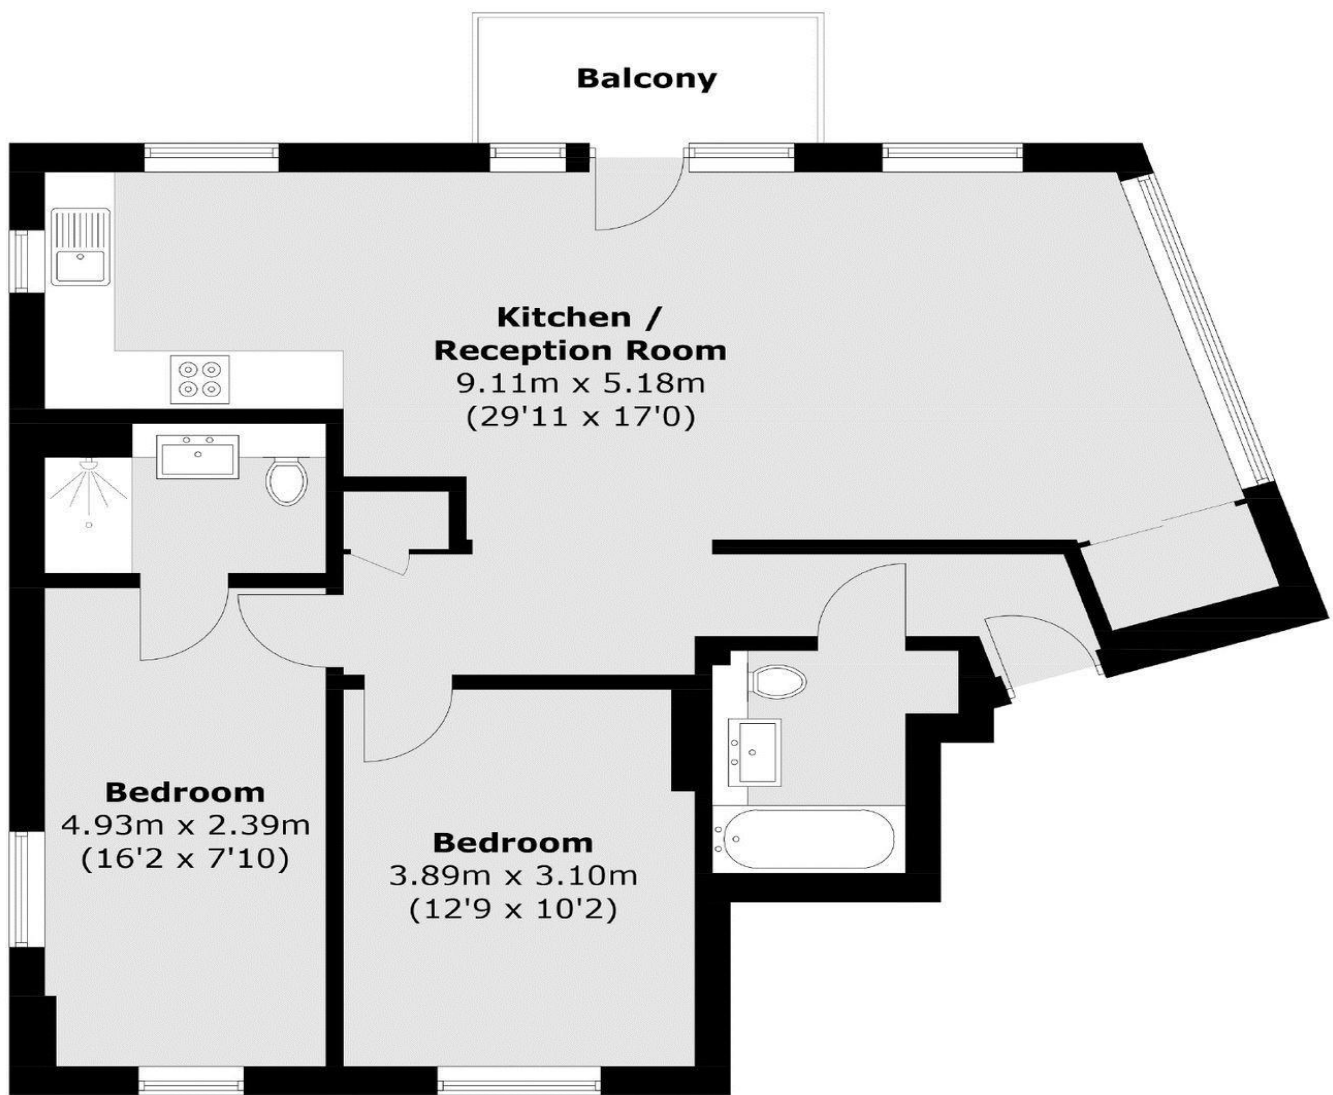 Balcony
Kitchen /
Reception Room
9.11m x 5.18m
(29'11 x 17'0)
Bedroom
4.93m x 2.39m
(16'2 x 7'10)
Bedroom
3.89m x 3.10m
(12'9 x 10'2)